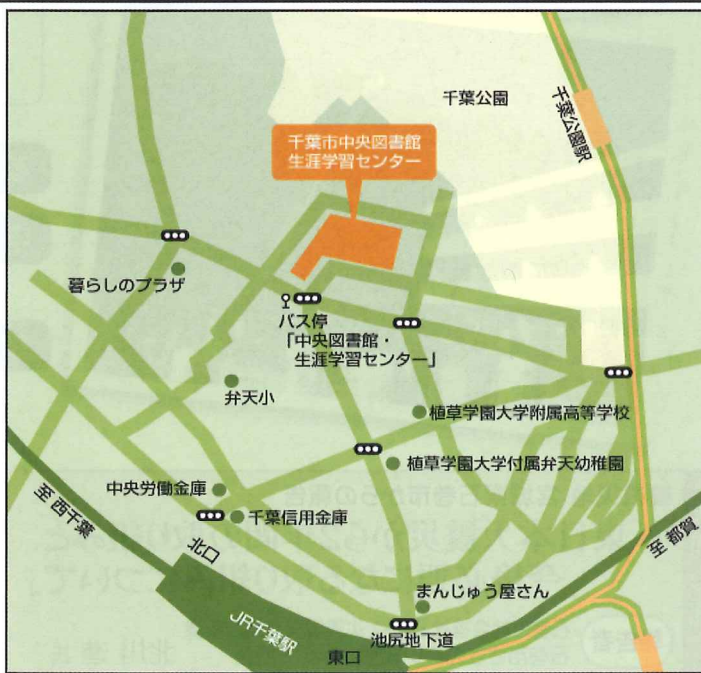 千葉公園
千葉公園駅
千葉市中央図書館
生涯学習センター
暮らしのプラザ
バス停
「中央図書館・
生涯学習センター」
弁天小
植草学園大学附属高等学校
植草学園大学付属弁天幼稚園
中央労働金庫
千葉信用金庫
至 西千葉
北口
至 都賀
まんじゅう屋さん
JR千葉駅
池尻地下道
東口